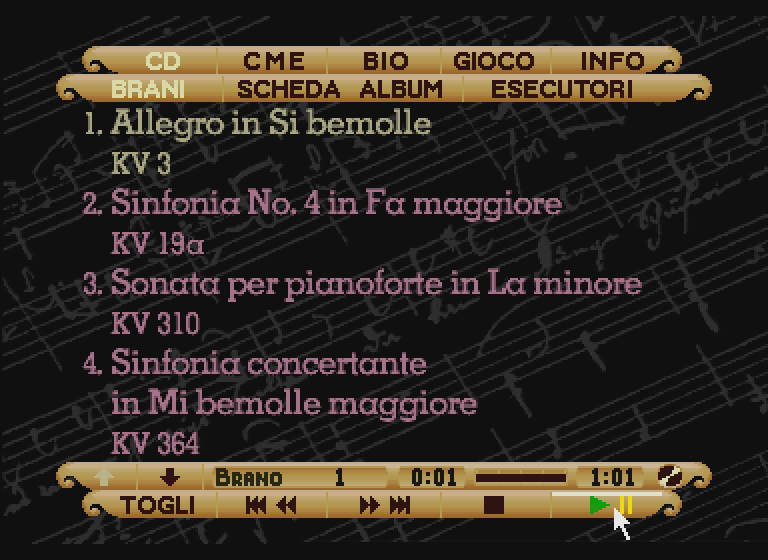 CD CME BIO GIOCO INFO
BRANI SCHEDA ALBUM ESECUTORI
1. Allegro in Si bemolle
KV 3
2. Sinfonia No. 4 in Fa maggiore
KV 19a
3. Sonata per pianoforte in La minore
KV 310
4. Sinfonia concertante
in Mi bemolle maggiore
KV 364
BRANO 1 0:01 1:01
TOGLI